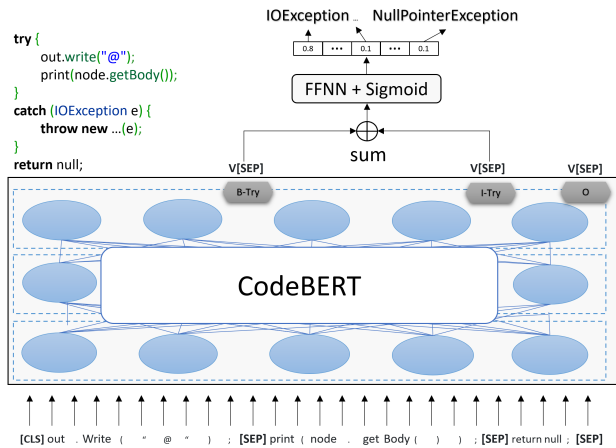 IOException … NullPointerException
0.8 ••• 0.1 ••• 0.1
FFNN + Sigmoid
sum
try {
out.write("@");
print(node.getBody());
}
catch (IOException e) {
throw new ...(e);
}
return null;
V[SEP] V[SEP] V[SEP]
B-Try I-Try O
CodeBERT
[CLS] out . Write ( “ @ “ ) ; [SEP] print ( node . get Body ( ) ) ; [SEP] return null ; [SEP]